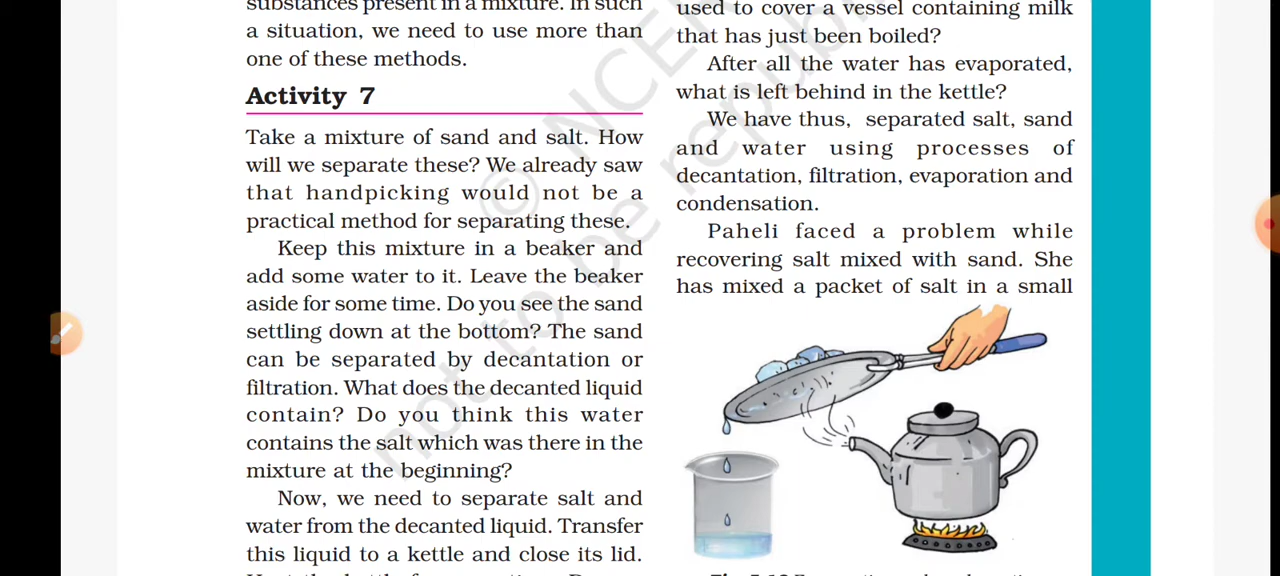 substances present in a mixture. In such
a situation, we need to use more than
one of these methods.
Activity 7
Take a mixture of sand and salt. How
will we separate these? We already saw
that handpicking would not be a
practical method for separating these.
Keep this mixture in a beaker and
add some water to it. Leave the beaker
aside for some time. Do you see the sand
settling down at the bottom? The sand
can be separated by decantation or
filtration. What does the decanted liquid
contain? Do you think this water
contains the salt which was there in the
mixture at the beginning?
Now, we need to separate salt and
water from the decanted liquid. Transfer
this liquid to a kettle and close its lid.
used to cover a vessel containing milk
that has just been boiled?
After all the water has evaporated,
what is left behind in the kettle?
We have thus, separated salt, sand
and water using processes of
decantation, filtration, evaporation and
condensation.
Paheli faced a problem while
recovering salt mixed with sand. She
has mixed a packet of salt in a small
© NCER
not to be republ